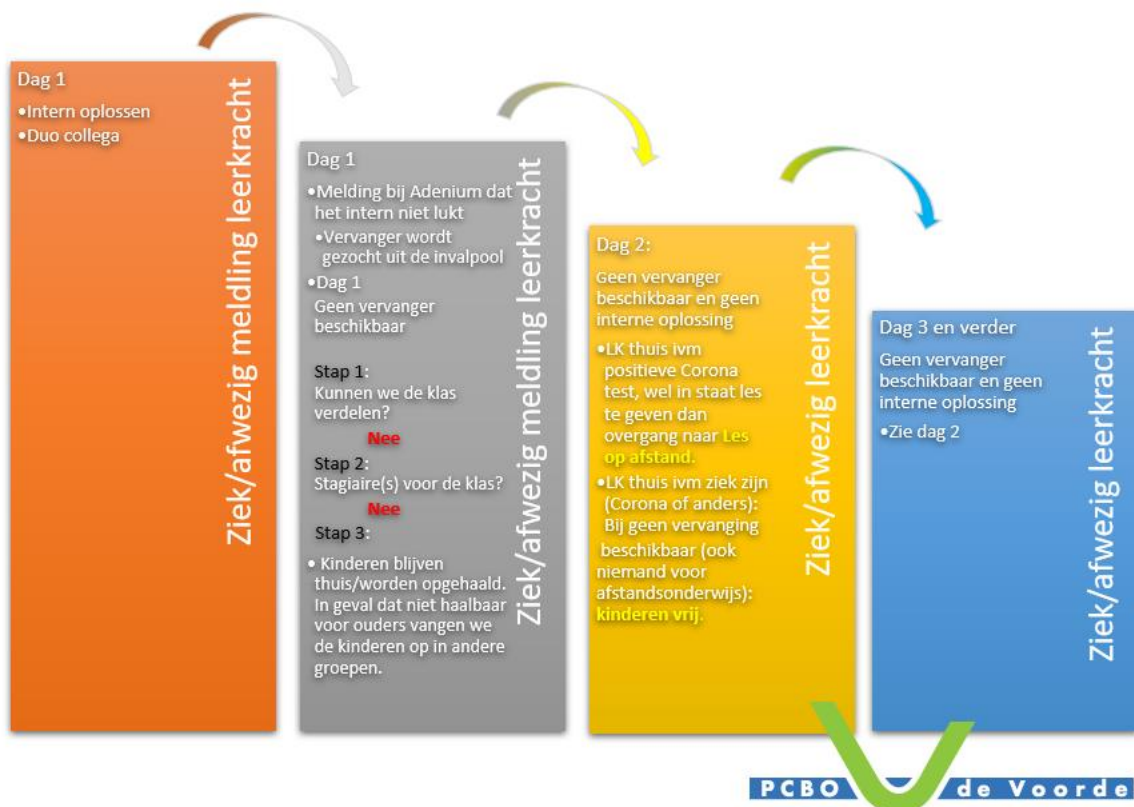 Dag 1
•Intern oplossen
•Duo collega
Ziek/afwezig meldling leerkracht
Dag 1
•Melding bij Adenium dat
het intern niet lukt
•Vervanger wordt
gezocht uit de invalpool
•Dag 1
Geen vervanger
beschikbaar
Stap 1:
Kunnen we de klas
verdelen?
Nee
Stap 2:
Stagiaire(s) voor de klas?
Nee
Stap 3:
• Kinderen blijven
thuis/worden opgehaald.
In geval dat niet haalbaar
voor ouders vangen we
de kinderen op in andere
groepen.
Ziek/afwezig meldling leerkracht
Dag 2:
Geen vervanger
beschikbaar en geen
interne oplossing
•LK thuis ivm
positieve Corona
test, wel in staat les
te geven dan
overgang naar Les
op afstand.
•LK thuis ivm ziek zijn
(Corona of anders):
Bij geen vervanging
beschikbaar (ook
niemand voor
afstandsonderwijs):
kinderen vrij.
Ziek/afwezig leerkracht
Dag 3 en verder
Geen vervanger
beschikbaar en geen
interne oplossing
•Zie dag 2
Ziek/afwezig leerkracht
PCBO de Voorde